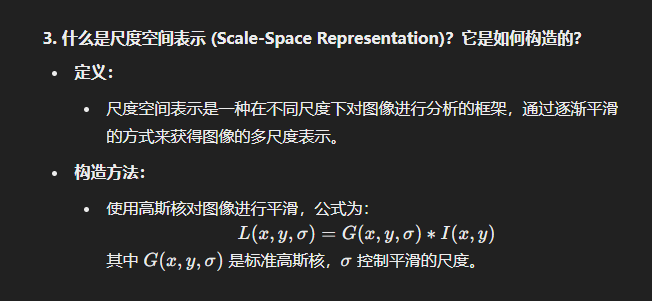 3. 什么是尺度空间表示 (Scale-Space Representation)？它是如何构造的？
• 定义：
• 尺度空间表示是一种在不同尺度下对图像进行分析的框架，通过逐渐平滑
的方式来获得图像的多尺度表示。
• 构造方法：
• 使用高斯核对图像进行平滑，公式为：
L(x, y, σ) = G(x, y, σ) ∗ I(x, y)
其中 G(x, y, σ) 是标准高斯核，σ 控制平滑的尺度。